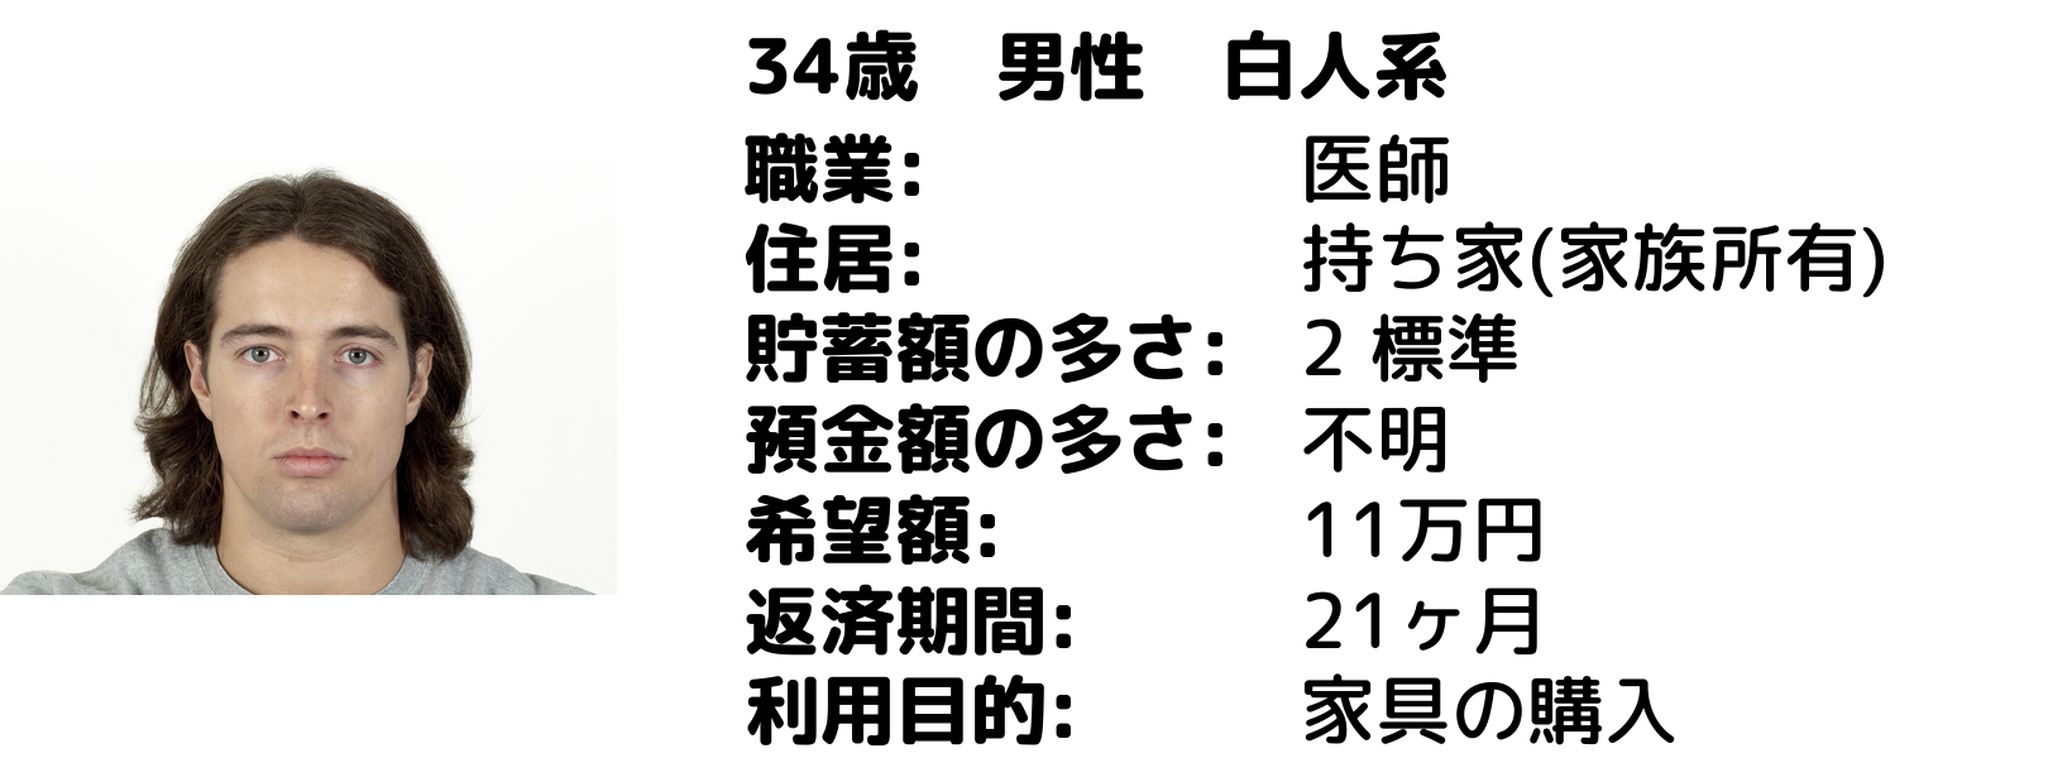 34歳　男性　白人系
職業: 医師
住居: 持ち家(家族所有)
貯蓄額の多さ: 2 標準
預金額の多さ: 不明
希望額: 11万円
返済期間: 21ヶ月
利用目的: 家具の購入